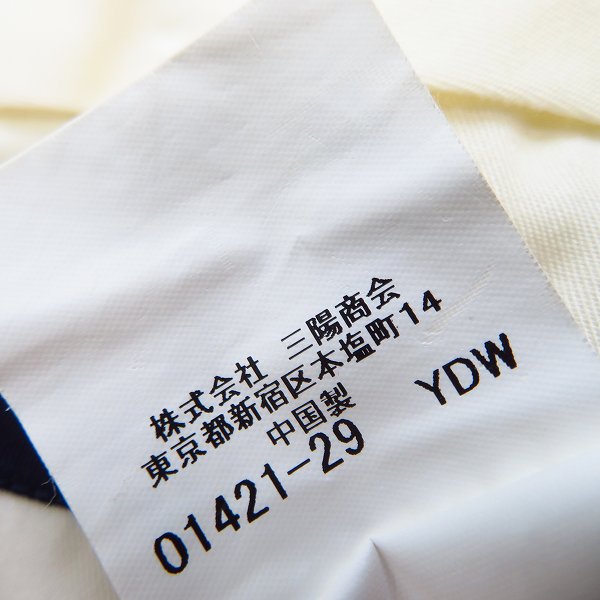 株式会社 三陽商会
東京都新宿区本塩町14
中国製
01421-29 YDW